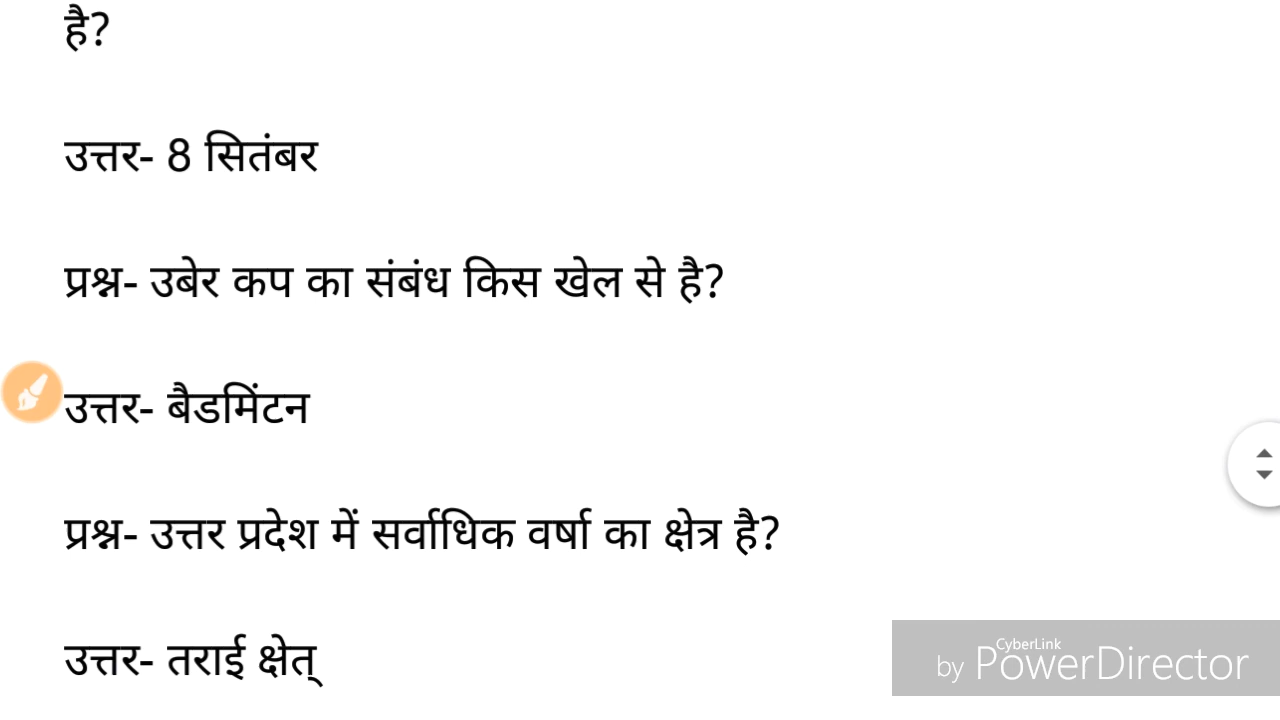 है?
उत्तर- 8 सितंबर
प्रश्न- उबेर कप का संबंध किस खेल से है?
उत्तर- बैडमिंटन
प्रश्न- उत्तर प्रदेश में सर्वाधिक वर्षा का क्षेत्र है?
उत्तर- तराई क्षेत्
CyberLink
by PowerDirector